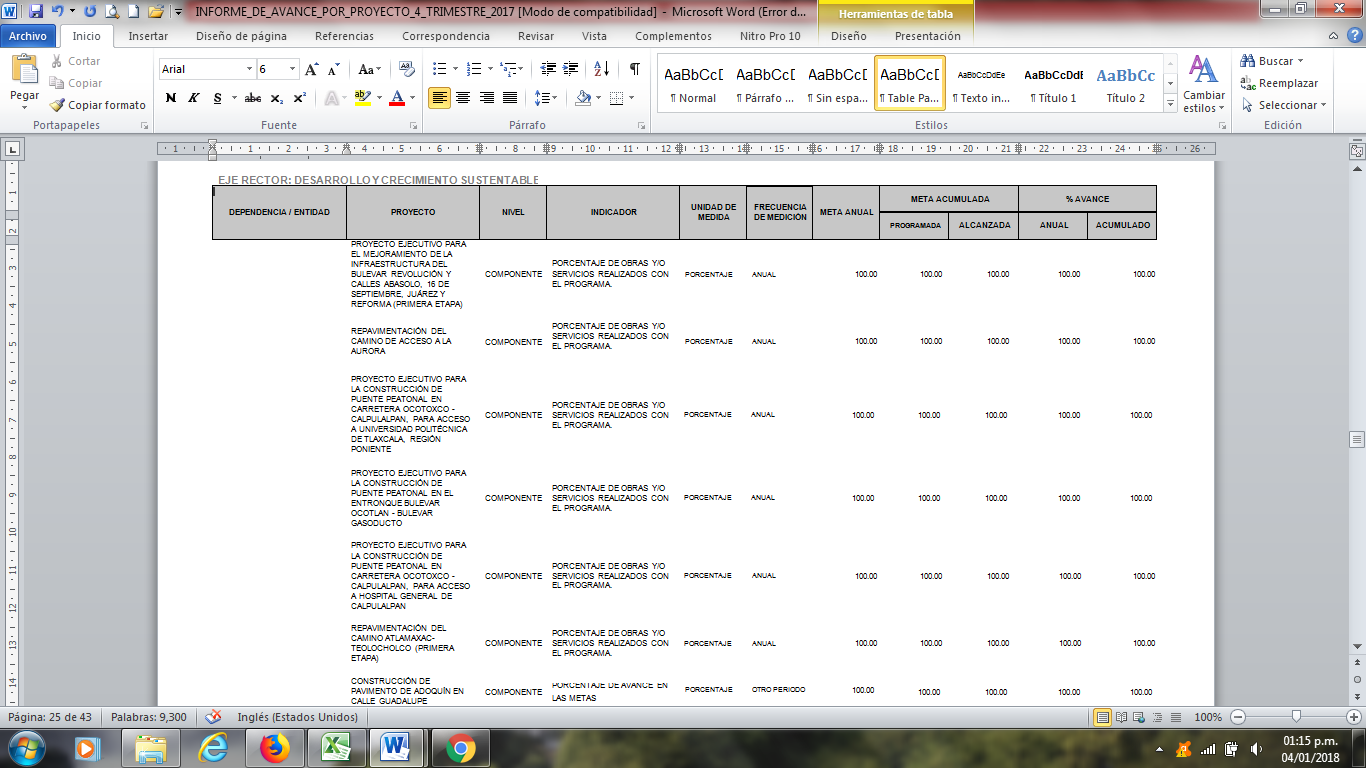 INFORME_DE_AVANCE_POR_PROYECTO_4_TRIMESTRE_2017 [Modo de compatibilidad] - Microsoft Word (Error d...
Herramientas de tabla
Archivo Inicio Insertar Diseño de página Referencias Correspondencia Revisar Vista Complementos Nitro Pro 10 Diseño Presentación
Pegar
Cortar
Copiar
Copiar formato
Portapapeles
Arial 6
N K S abc x₂ x²
Fuente
Párrafo
AaBbCcI AaBbCcI AaBbCcI AaBbCcI AaBbCcDdEe AaBbCcDdE AaBbCc
¶ Normal ¶ Párrafo ... ¶ Sin espa... ¶ Table Pa... ¶ Texto in... ¶ Título 1 Título 2
Cambiar estilos
Estilos
Buscar
Reemplazar
Seleccionar
Edición
EJE RECTOR: DESARROLLO Y CRECIMIENTO SUSTENTABLE
DEPENDENCIA / ENTIDAD PROYECTO NIVEL INDICADOR UNIDAD DE MEDIDA FRECUENCIA DE MEDICIÓN META ANUAL META ACUMULADA % AVANCE
PROGRAMADA ALCANZADA ANUAL ACUMULADO
PROYECTO EJECUTIVO PARA
EL MEJORAMIENTO DE LA
INFRAESTRUCTURA DEL
BULEVAR REVOLUCIÓN Y
CALLES ABASOLO, 16 DE
SEPTIEMBRE, JUÁREZ Y
REFORMA (PRIMERA ETAPA)
COMPONENTE
PORCENTAJE DE OBRAS Y/O
SERVICIOS REALIZADOS CON
EL PROGRAMA.
PORCENTAJE ANUAL 100.00 100.00 100.00 100.00 100.00
REPAVIMENTACIÓN DEL
CAMINO DE ACCESO A LA
AURORA
COMPONENTE
PORCENTAJE DE OBRAS Y/O
SERVICIOS REALIZADOS CON
EL PROGRAMA.
PORCENTAJE ANUAL 100.00 100.00 100.00 100.00 100.00
PROYECTO EJECUTIVO PARA
LA CONSTRUCCIÓN DE
PUENTE PEATONAL EN
CARRETERA OCOTOXCO -
CALPULALPAN, PARA ACCESO
A UNIVERSIDAD POLITÉCNICA
DE TLAXCALA, REGIÓN
PONIENTE
COMPONENTE
PORCENTAJE DE OBRAS Y/O
SERVICIOS REALIZADOS CON
EL PROGRAMA.
PORCENTAJE ANUAL 100.00 100.00 100.00 100.00 100.00
PROYECTO EJECUTIVO PARA
LA CONSTRUCCIÓN DE
PUENTE PEATONAL EN EL
ENTRONQUE BULEVAR
OCOTLAN - BULEVAR
GASODUCTO
COMPONENTE
PORCENTAJE DE OBRAS Y/O
SERVICIOS REALIZADOS CON
EL PROGRAMA.
PORCENTAJE ANUAL 100.00 100.00 100.00 100.00 100.00
PROYECTO EJECUTIVO PARA
LA CONSTRUCCIÓN DE
PUENTE PEATONAL EN
CARRETERA OCOTOXCO -
CALPULALPAN, PARA ACCESO
A HOSPITAL GENERAL DE
CALPULALPAN
COMPONENTE
PORCENTAJE DE OBRAS Y/O
SERVICIOS REALIZADOS CON
EL PROGRAMA.
PORCENTAJE ANUAL 100.00 100.00 100.00 100.00 100.00
REPAVIMENTACIÓN DEL
CAMINO ATLAMAXAC-
TEOLOCHOLCO (PRIMERA
ETAPA)
COMPONENTE
PORCENTAJE DE OBRAS Y/O
SERVICIOS REALIZADOS CON
EL PROGRAMA.
PORCENTAJE ANUAL 100.00 100.00 100.00 100.00 100.00
CONSTRUCCIÓN DE
PAVIMENTO DE ADOQUÍN EN
CALLE GUADALUPE
COMPONENTE
PORCENTAJE DE AVANCE EN
LAS METAS
PORCENTAJE OTRO PERIODO 100.00 100.00 100.00 100.00 100.00
Página: 25 de 43 Palabras: 9,300 Inglés (Estados Unidos) 100%
01:15 p.m.
04/01/2018